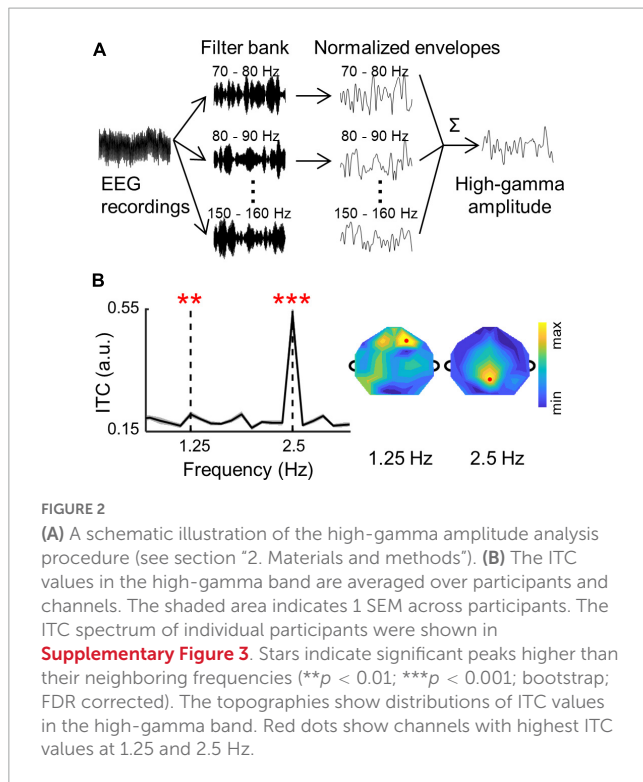 A
Filter bank
Normalized envelopes
70 - 80 Hz
70 - 80 Hz
80 - 90 Hz
80 - 90 Hz
Σ
EEG
recordings
High-gamma
amplitude
150 - 160 Hz
150 - 160 Hz
B
0.55
**
***
max
ITC (a.u.)
min
0.15
1.25
2.5
1.25 Hz
2.5 Hz
Frequency (Hz)
FIGURE 2
(A) A schematic illustration of the high-gamma amplitude analysis
procedure (see section “2. Materials and methods”). (B) The ITC
values in the high-gamma band are averaged over participants and
channels. The shaded area indicates 1 SEM across participants. The
ITC spectrum of individual participants were shown in
Supplementary Figure 3. Stars indicate significant peaks higher than
their neighboring frequencies (**p < 0.01; ***p < 0.001; bootstrap;
FDR corrected). The topographies show distributions of ITC values
in the high-gamma band. Red dots show channels with highest ITC
values at 1.25 and 2.5 Hz.